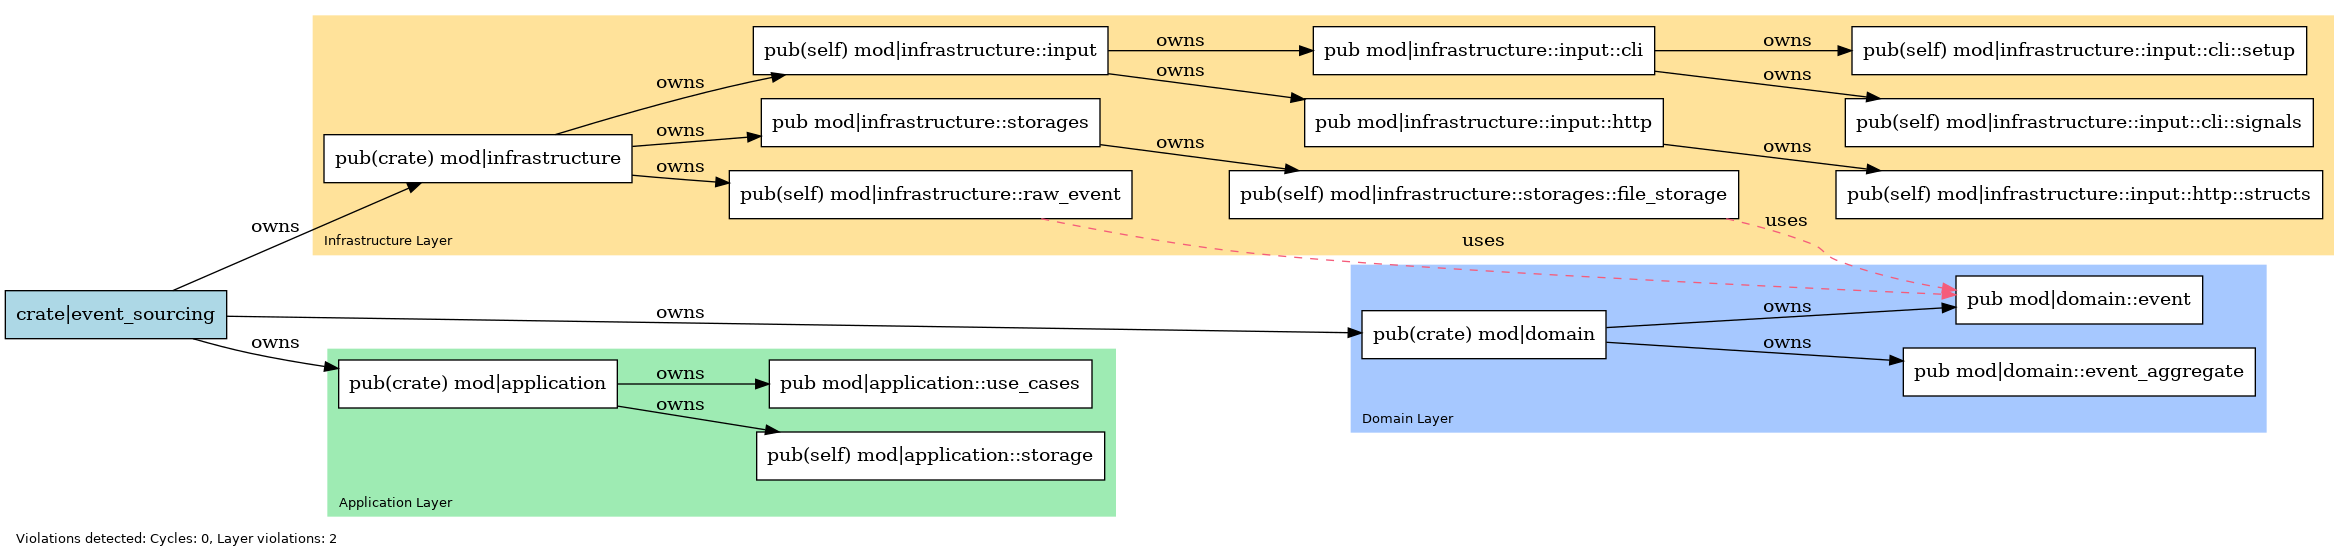 pub(self) mod|infrastructure::input
owns
pub mod|infrastructure::input::cli
owns
pub(self) mod|infrastructure::input::cli::setup
owns
owns
owns
pub mod|infrastructure::storages
pub mod|infrastructure::input::http
pub(self) mod|infrastructure::input::cli::signals
owns
pub(crate) mod|infrastructure
owns
owns
owns
pub(self) mod|infrastructure::raw_event
pub(self) mod|infrastructure::storages::file_storage
pub(self) mod|infrastructure::input::http::structs
owns
uses
uses
Infrastructure Layer
crate|event_sourcing
owns
owns
pub(crate) mod|domain
owns
pub mod|domain::event
owns
pub mod|domain::event_aggregate
Domain Layer
owns
pub(crate) mod|application
owns
pub mod|application::use_cases
owns
pub(self) mod|application::storage
Application Layer
Violations detected: Cycles: 0, Layer violations: 2